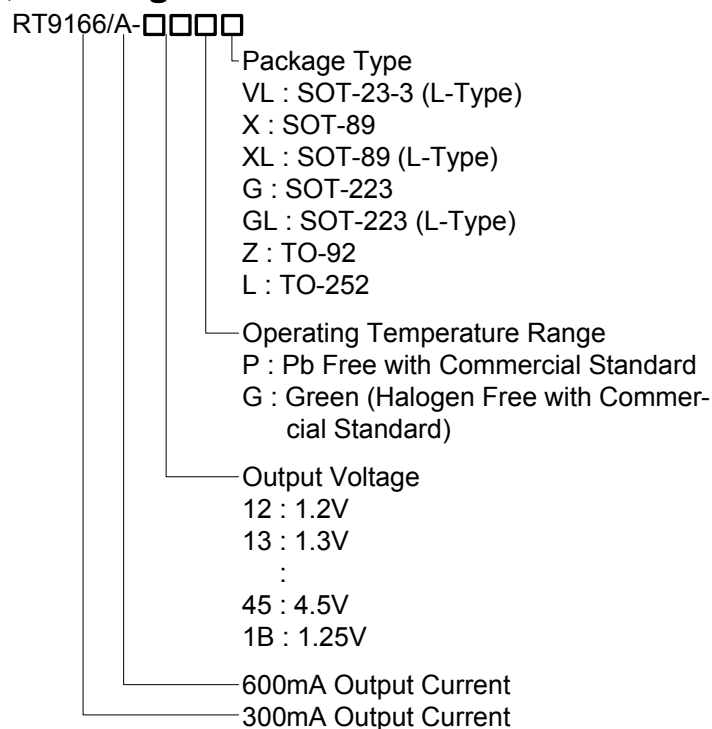 RT9166/A-□□□□
Package Type
VL : SOT-23-3 (L-Type)
X : SOT-89
XL : SOT-89 (L-Type)
G : SOT-223
GL : SOT-223 (L-Type)
Z : TO-92
L : TO-252
Operating Temperature Range
P : Pb Free with Commercial Standard
G : Green (Halogen Free with Commer-
cial Standard)
Output Voltage
12 : 1.2V
13 : 1.3V
:
45 : 4.5V
1B : 1.25V
600mA Output Current
300mA Output Current